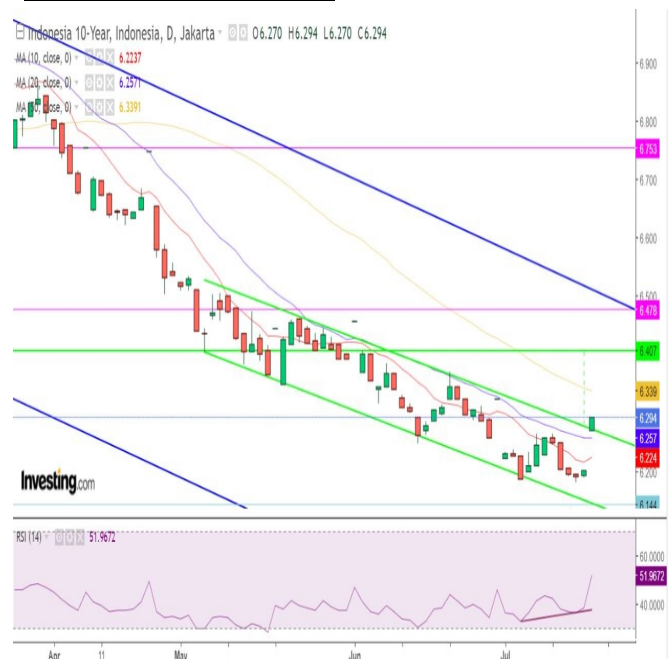 Indonesia 10-Year, Indonesia, D, Jakarta O6.270 H6.294 L6.270 C6.294
MA (10, close, 0) 6.2237
MA (20, close, 0) 6.2571
close, 0) 6.3391
6.900
6.800
6.753
6.700
6.600
6.500
6.478
6.407
6.339
6.294
6.257
6.224
6.200
6.144
Investing.com
RSI (14) 51.9672
60.0000
51.9672
40.0000
Apr 11 May Jun Jul